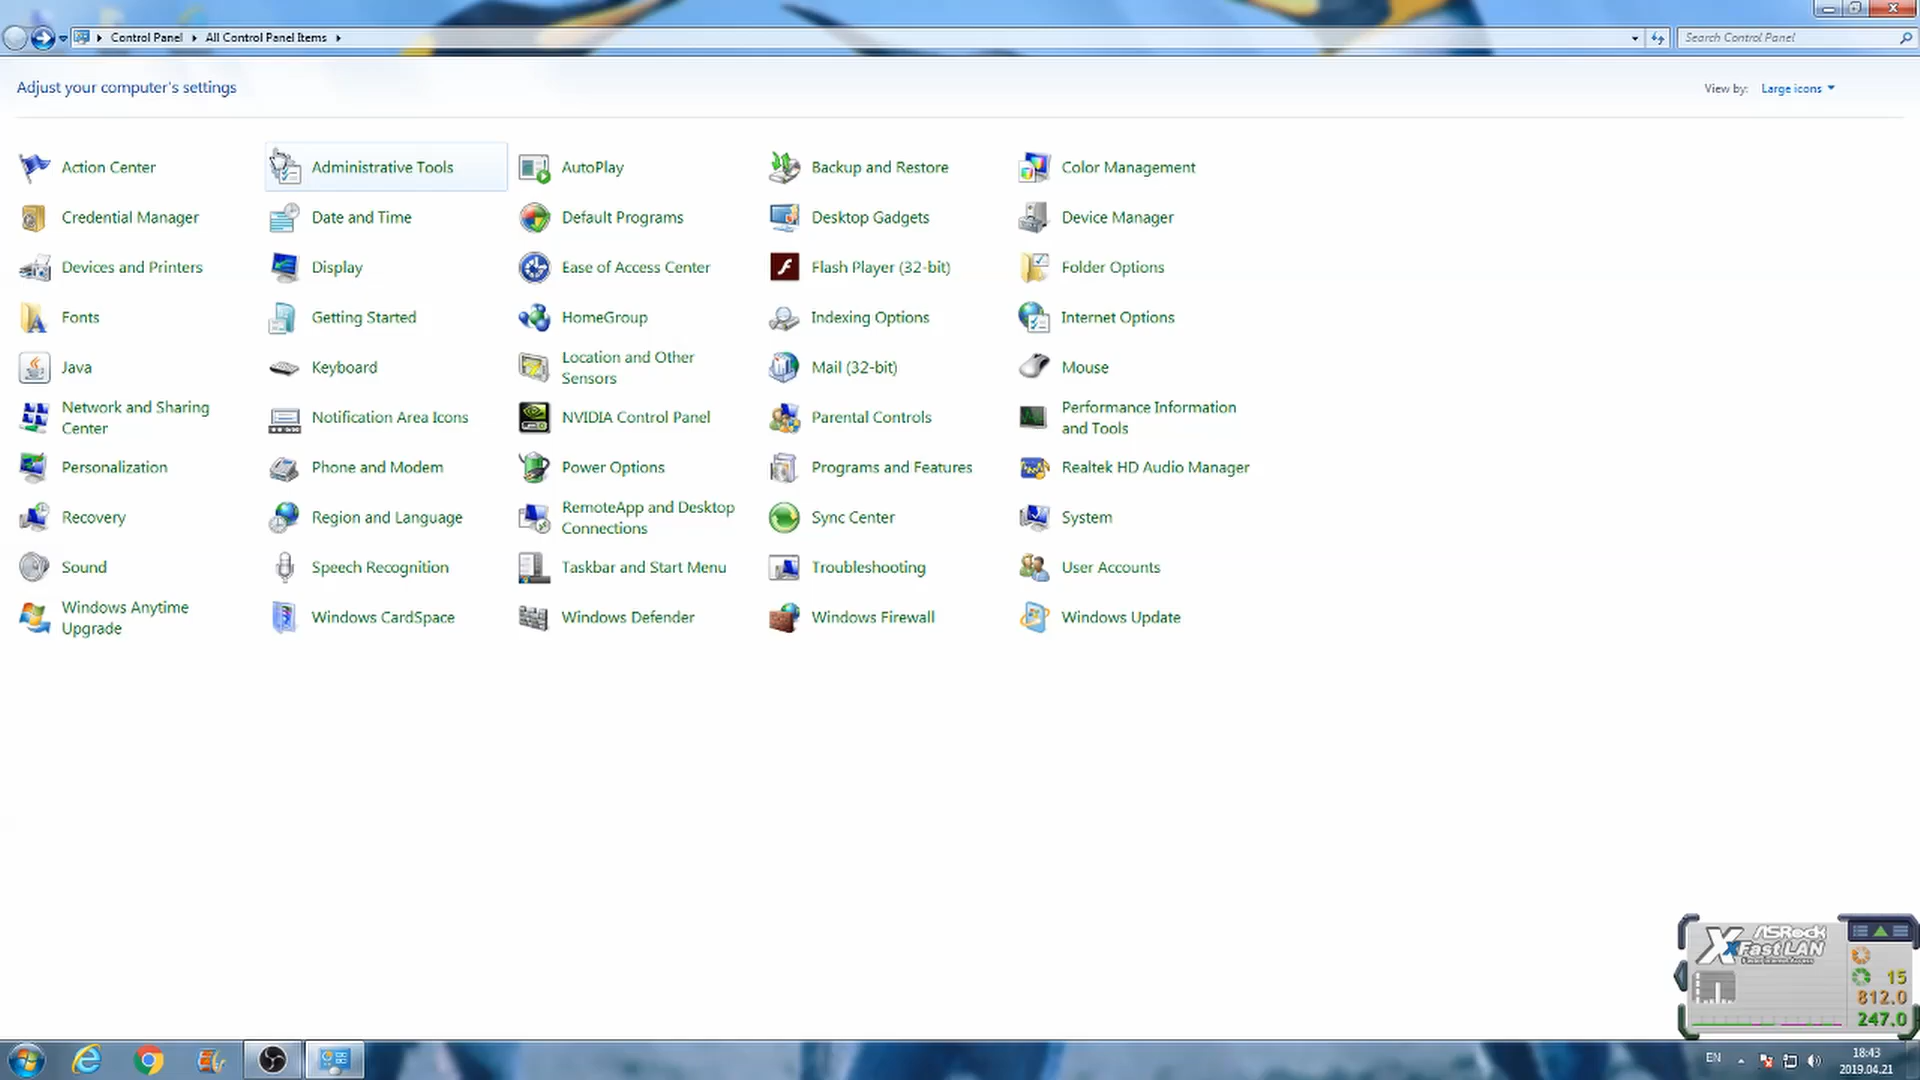 Control Panel
All Control Panel Items
Search Control Panel
Adjust your computer's settings
View by:
Large icons
Action Center
Administrative Tools
AutoPlay
Backup and Restore
Color Management
Credential Manager
Date and Time
Default Programs
Desktop Gadgets
Device Manager
Devices and Printers
Display
Ease of Access Center
Flash Player (32-bit)
Folder Options
Fonts
Getting Started
HomeGroup
Indexing Options
Internet Options
Java
Keyboard
Location and Other
Sensors
Mail (32-bit)
Mouse
Network and Sharing
Center
Notification Area Icons
NVIDIA Control Panel
Parental Controls
Performance Information
and Tools
Personalization
Phone and Modem
Power Options
Programs and Features
Realtek HD Audio Manager
Recovery
Region and Language
RemoteApp and Desktop
Connections
Sync Center
System
Sound
Speech Recognition
Taskbar and Start Menu
Troubleshooting
User Accounts
Windows Anytime
Upgrade
Windows CardSpace
Windows Defender
Windows Firewall
Windows Update
ASRock
XFast LAN
15
812.0
247.0
EN
18:43
2019.04.21